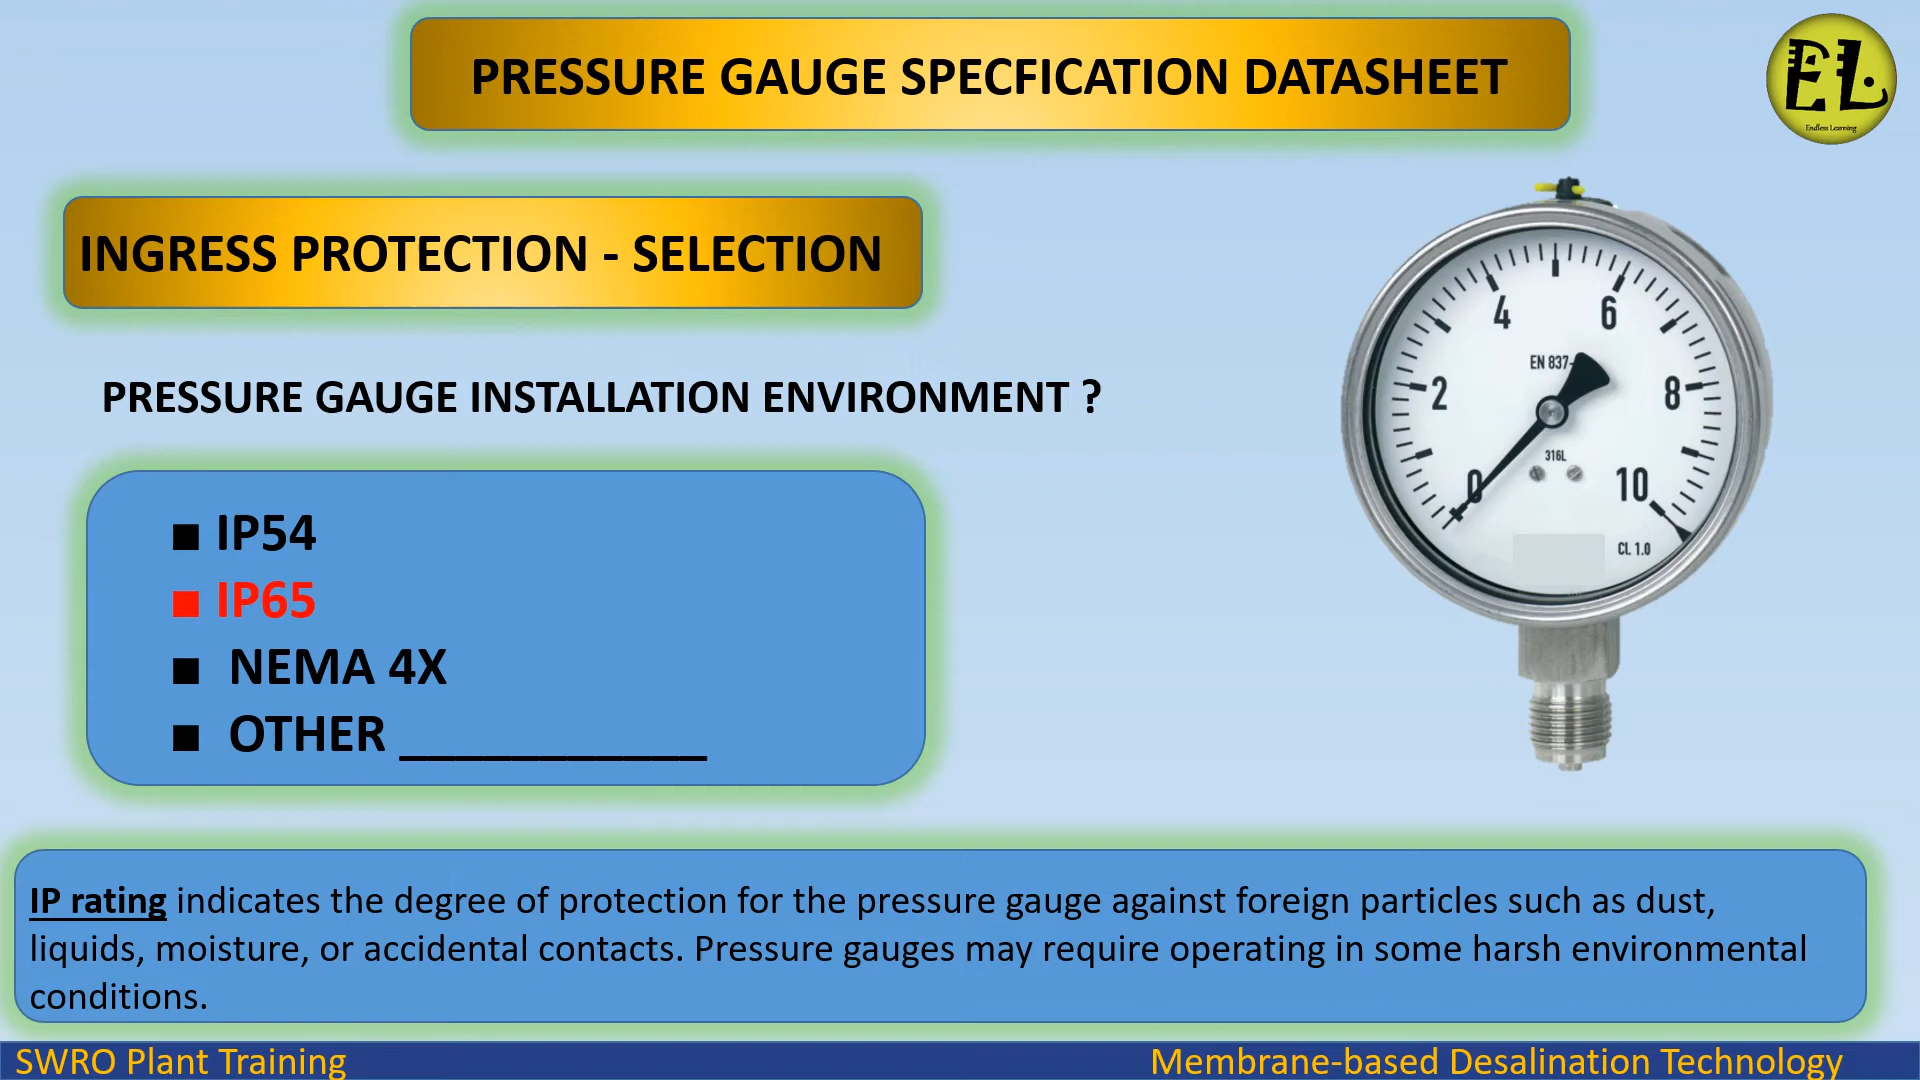 PRESSURE GAUGE SPECFICATION DATASHEET
EL
Endless Learning
INGRESS PROTECTION - SELECTION
PRESSURE GAUGE INSTALLATION ENVIRONMENT ?
■ IP54
■ IP65
■ NEMA 4X
■ OTHER ___________
4 6
EN 837-
2 8
316L
0 10
CL 1.0
IP rating indicates the degree of protection for the pressure gauge against foreign particles such as dust,
liquids, moisture, or accidental contacts. Pressure gauges may require operating in some harsh environmental
conditions.
SWRO Plant Training
Membrane-based Desalination Technology